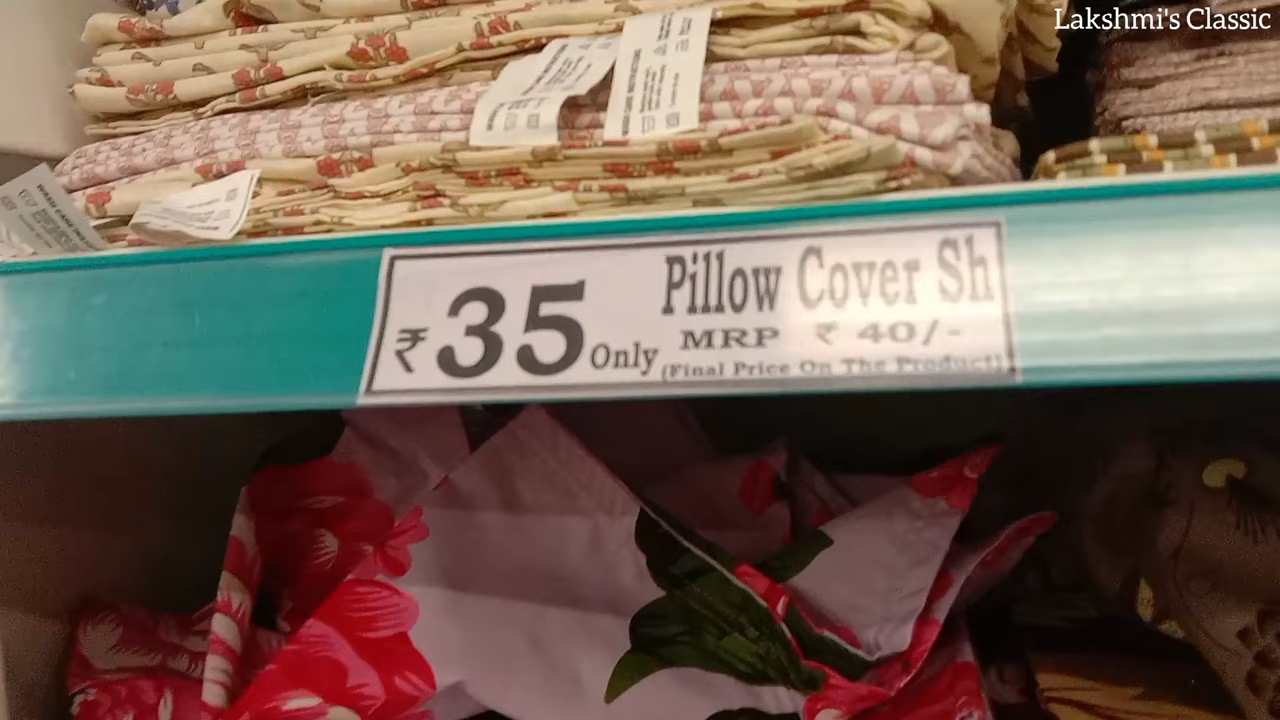 Lakshmi's Classic
₹35 Only
Pillow Cover Sh
MRP ₹ 40/-
(Final Price On The Product)